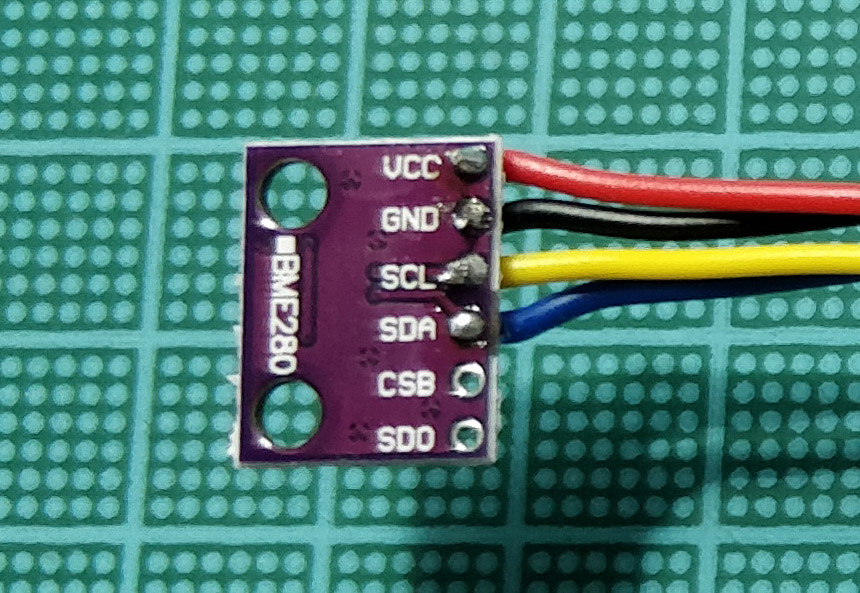 VCC
GND
SCL
SDA
CSB
SDO
BME280